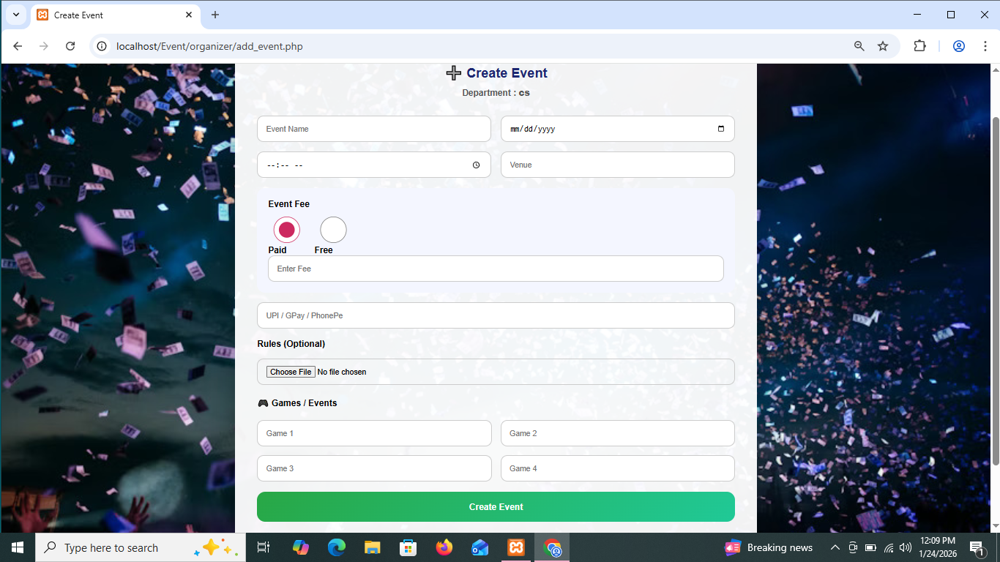 Create Event
localhost/Event/organizer/add_event.php
Create Event
Department : cs
Event Name
mm/dd/yyyy
--:-- --
Venue
Event Fee
Paid Free
Enter Fee
UPI / GPay / PhonePe
Rules (Optional)
Choose File No file chosen
Games / Events
Game 1
Game 2
Game 3
Game 4
Create Event
Type here to search
Breaking news
12:09 PM
1/24/2026
1